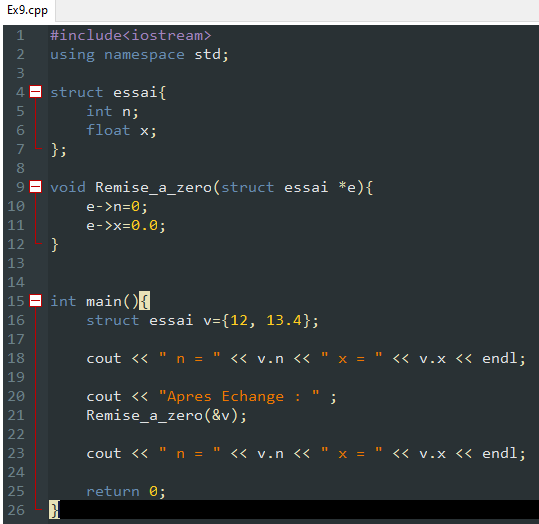 Ex9.cpp
1 #include<iostream>
2 using namespace std;
3
4 struct essai{
5 int n;
6 float x;
7 };
8
9 void Remise_a_zero(struct essai *e){
10 e->n=0;
11 e->x=0.0;
12 }
13
14
15 int main(){
16 struct essai v={12, 13.4};
17
18 cout << " n = " << v.n << " x = " << v.x << endl;
19
20 cout << "Apres Echange : " ;
21 Remise_a_zero(&v);
22
23 cout << " n = " << v.n << " x = " << v.x << endl;
24
25 return 0;
26 }